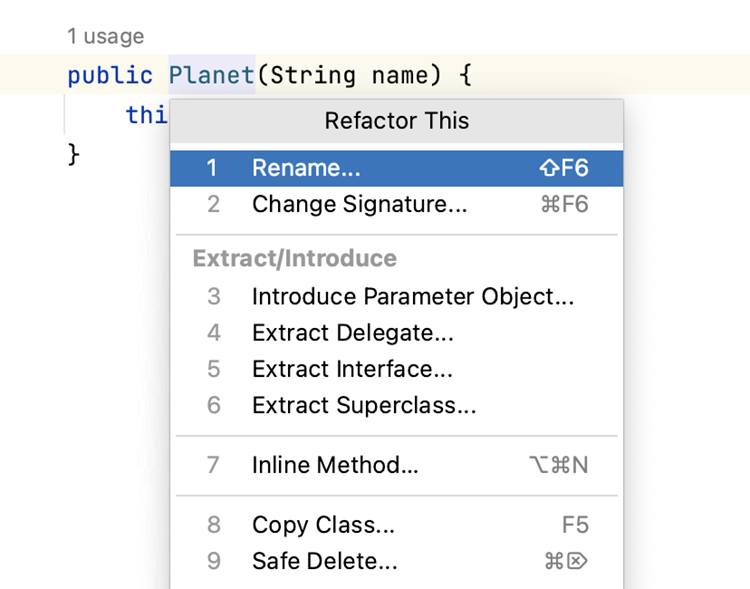 1 usage
public Planet(String name) {
thi
}
Refactor This
1 Rename... ⇧F6
2 Change Signature... ⌘F6
Extract/Introduce
3 Introduce Parameter Object...
4 Extract Delegate...
5 Extract Interface...
6 Extract Superclass...
7 Inline Method... ⌥⌘N
8 Copy Class... F5
9 Safe Delete... ⌘⌦